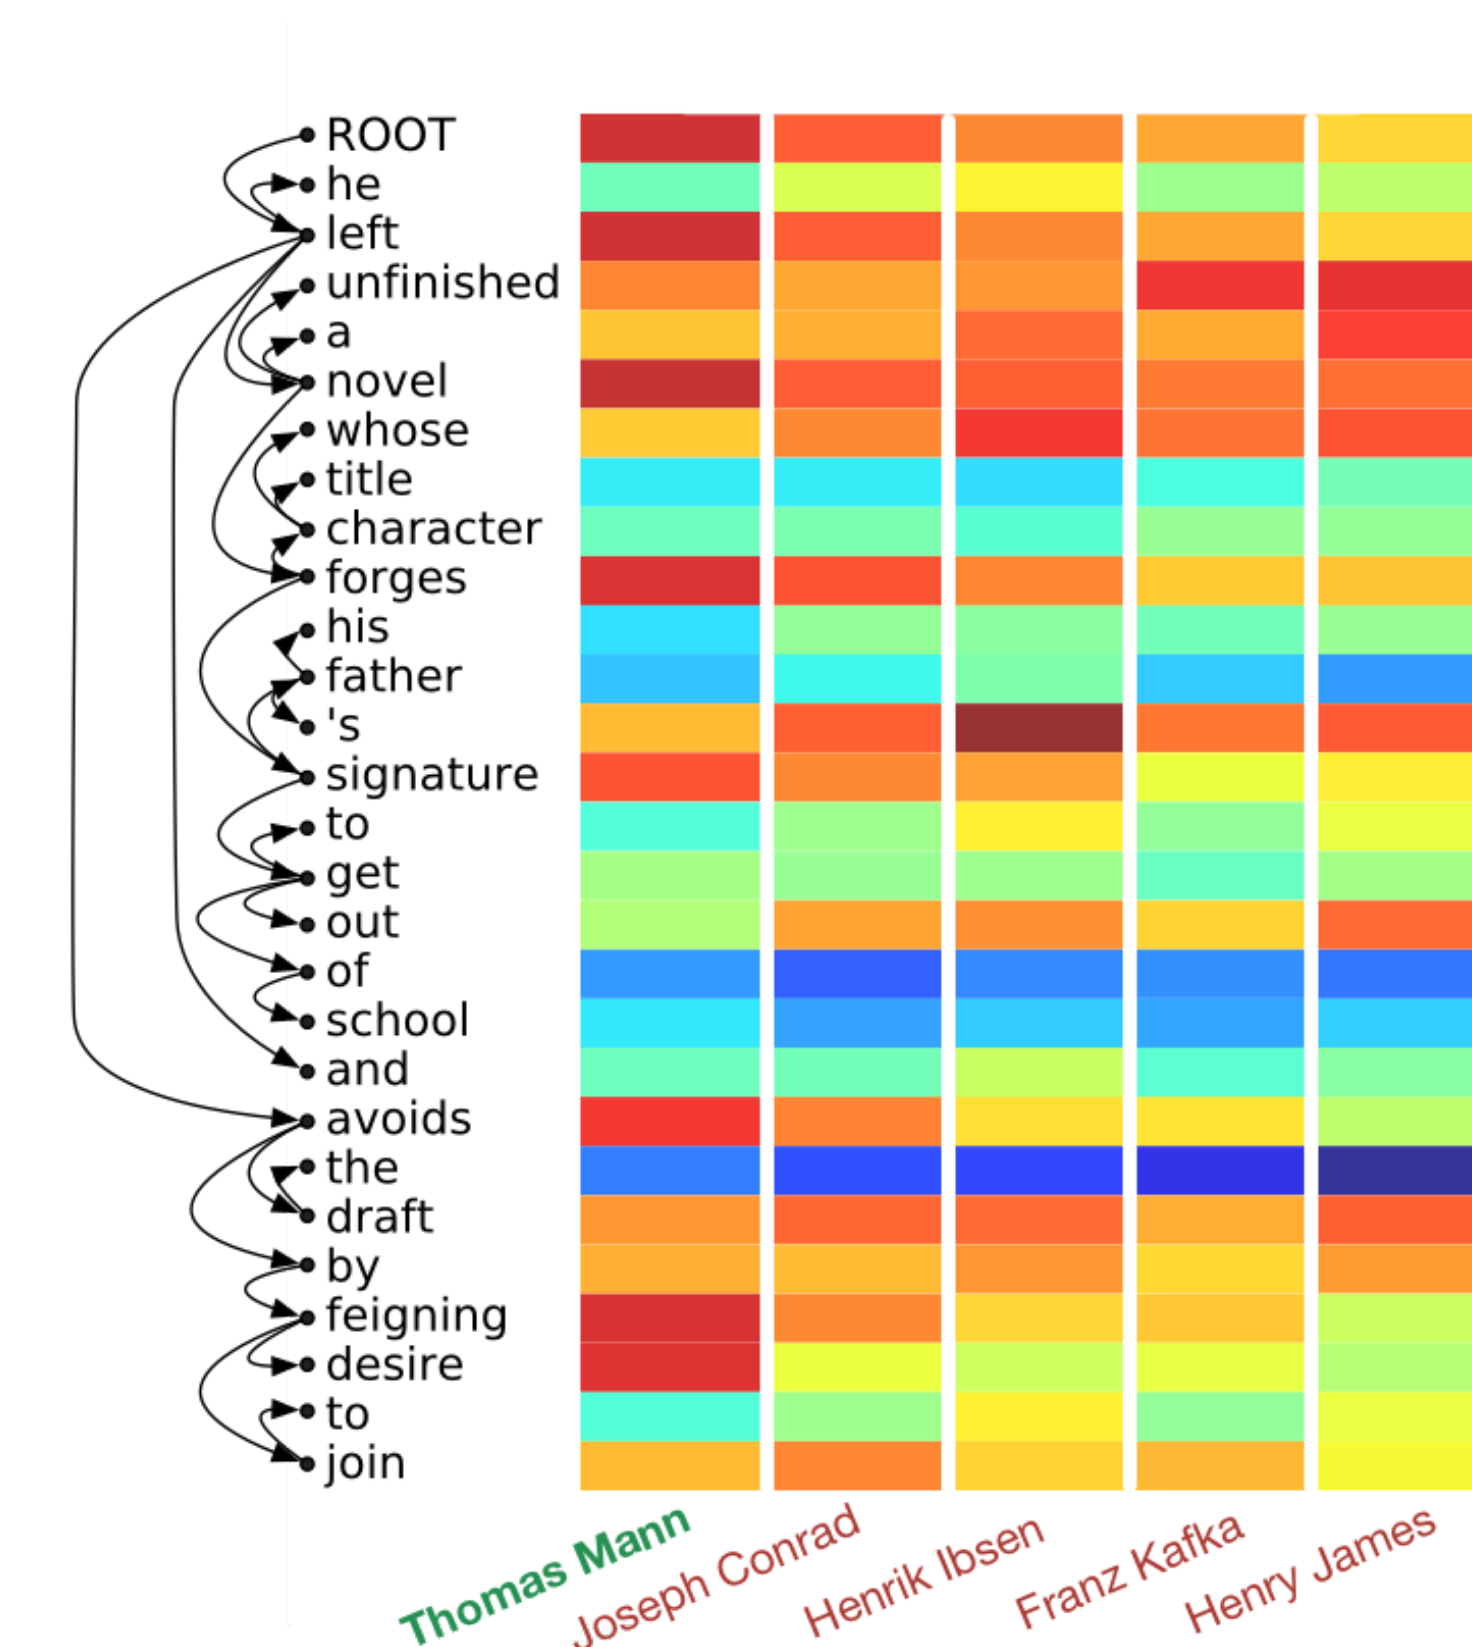 ROOT
he
left
unfinished
a
novel
whose
title
character
forges
his
father
's
signature
to
get
out
of
school
and
avoids
the
draft
by
feigning
desire
to
join
Thomas Mann
Joseph Conrad
Henrik Ibsen
Franz Kafka
Henry James